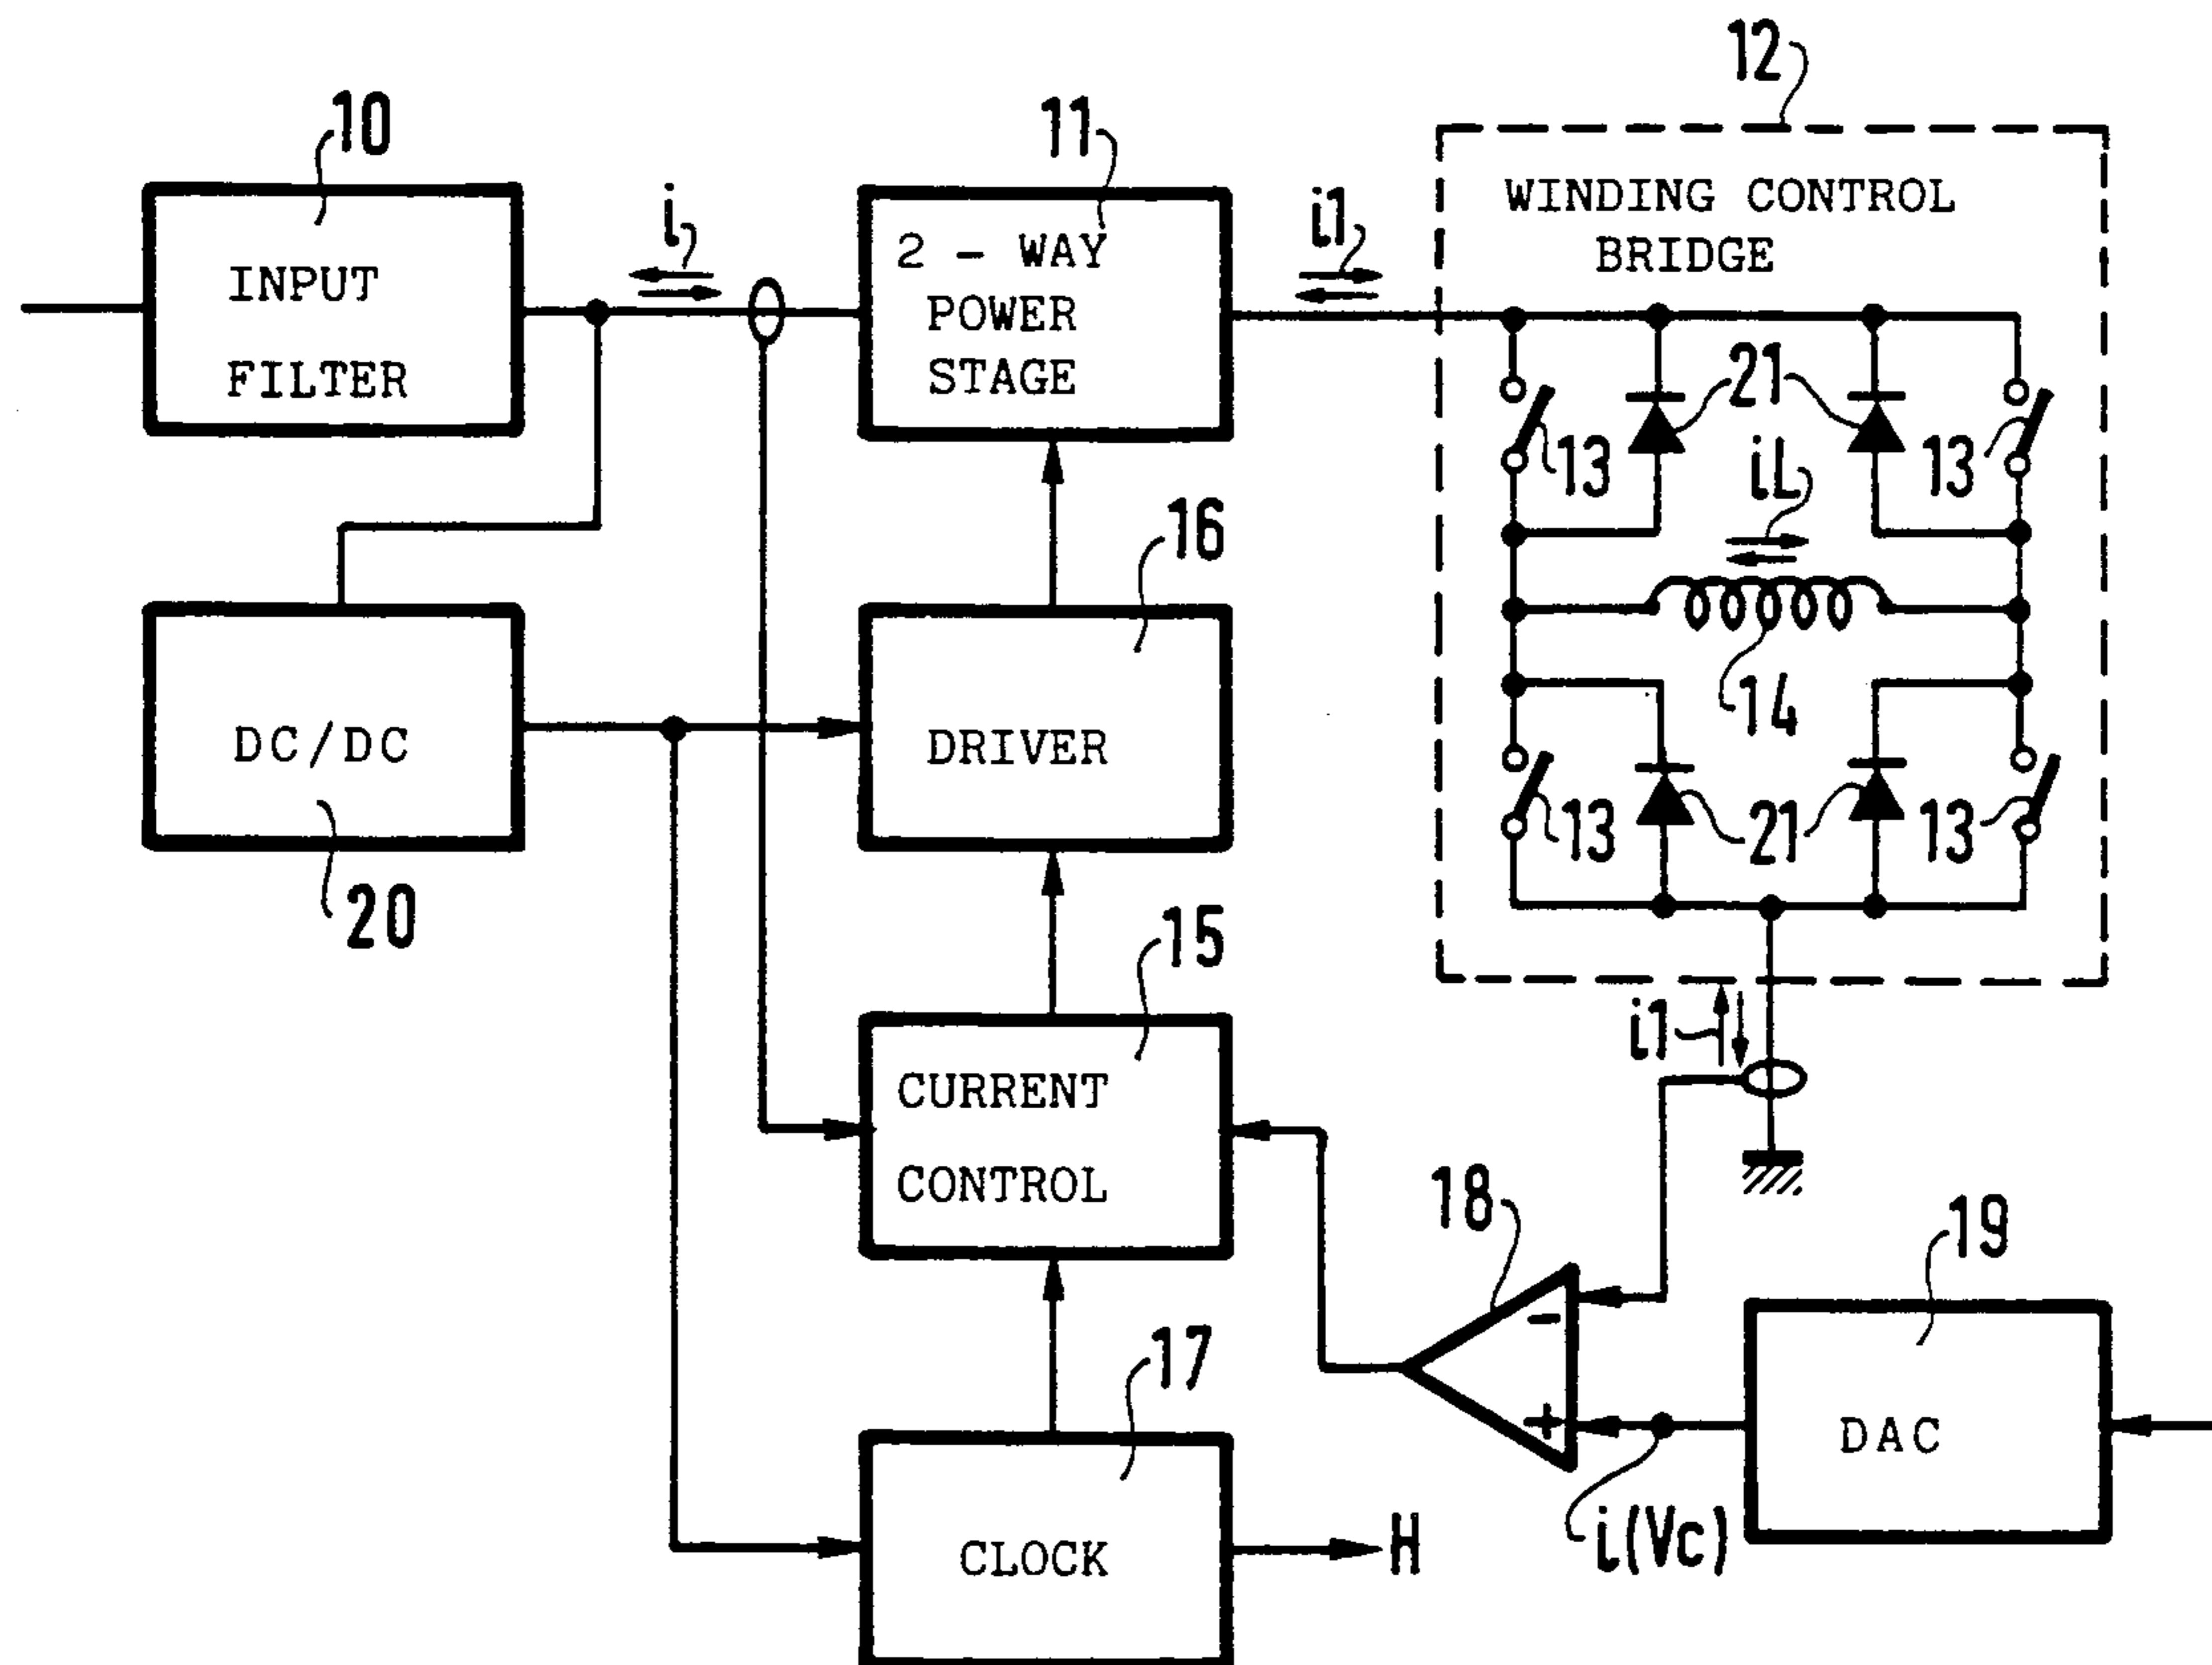 12
10
11
INPUT
FILTER
i
2 - WAY
POWER
STAGE
i1
WINDING CONTROL
BRIDGE
21
13
13
iL
14
16
DC/DC
DRIVER
13
21
13
20
15
i1
CURRENT
CONTROL
18
-
+
19
DAC
i(Vc)
17
CLOCK
H